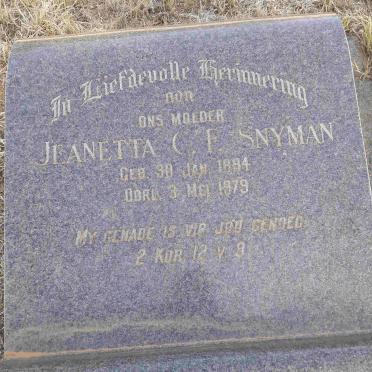 In Liefdevolle Herinnering
aan
ons moeder
Jeanetta C. F. Snyman
Geb. 30 Jan. 1884
Oorl. 3 Mei 1979
My genade is vir jou genoeg.
2 Kor. 12 v 9